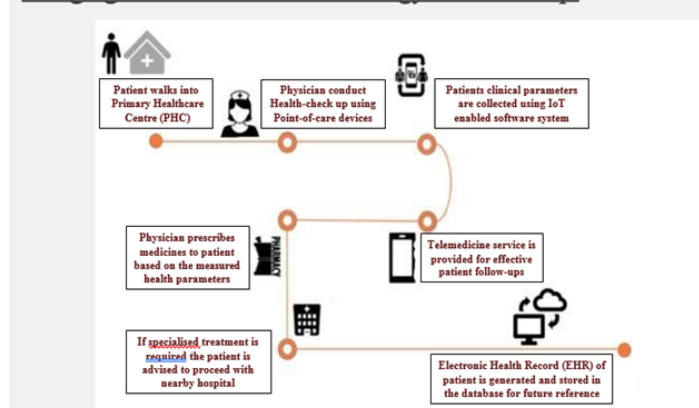 Patient walks into
Primary Healthcare
Centre (PHC)
Physician conduct
Health-check up using
Point-of-care devices
Patients clinical parameters
are collected using IoT
enabled software system
Telemedicine service is
provided for effective
patient follow-ups
Physician prescribes
medicines to patient
based on the measured
health parameters
PHARMACY
If specialised treatment is
required the patient is
advised to proceed with
nearby hospital
Electronic Health Record (EHR) of
patient is generated and stored in
the database for future reference